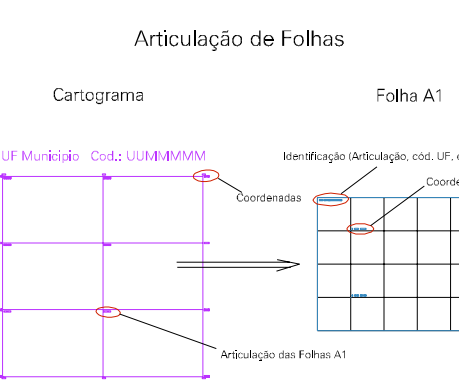 Articulação de Folhas
Cartograma
Folha A1
UF Município Cod.: UUMMMMM
Identificação (Articulação, cód. UF, e
Coordenadas
Coorde
Articulação das Folhas A1